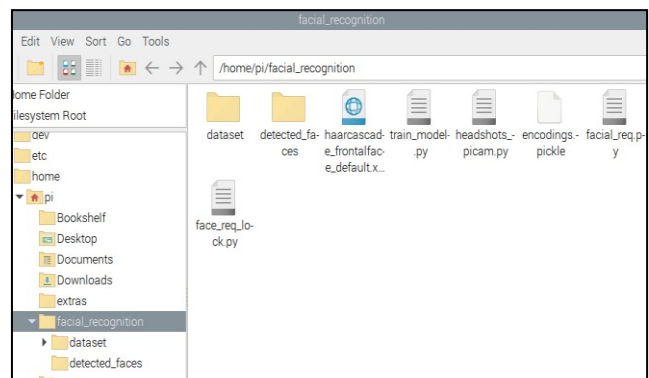 facial_recognition
Edit View Sort Go Tools
/home/pi/facial_recognition
ome Folder
ilesystem Root
dev
etc
home
pi
Bookshelf
Desktop
Documents
Downloads
extras
facial_recognition
dataset
detected_faces
dataset detected_fa- haarcascad- train_model- headshots_- encodings.- facial_req.p-
ces e_frontalfac- .py picam.py pickle y
e_default.x...
face_req_lo-
ck.py